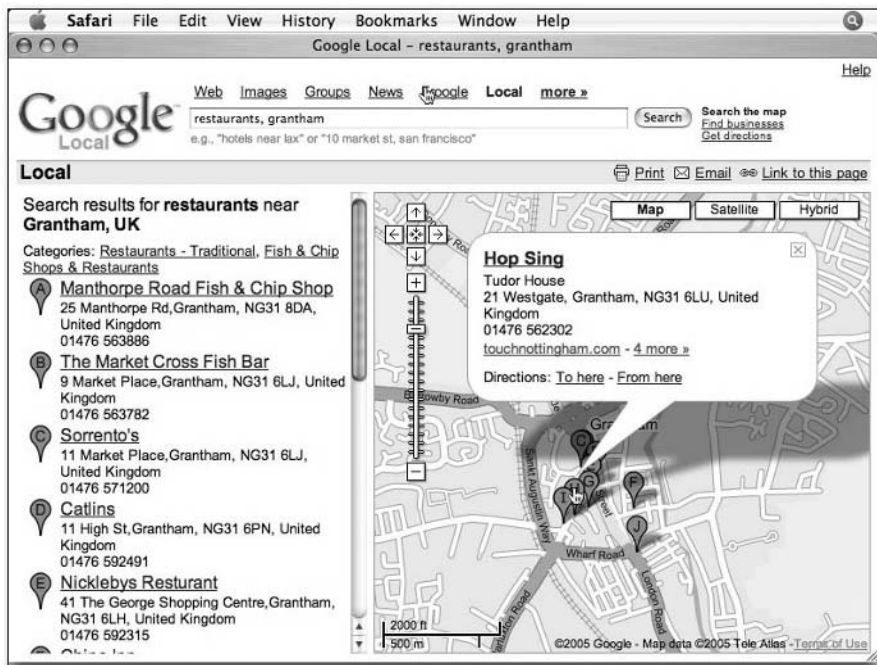 Safari File Edit View History Bookmarks Window Help
Google Local – restaurants, grantham
Help
Web Images Groups News Local more »
Google Local
restaurants, grantham
Search
e.g., "hotels near lax" or "10 market st, san francisco"
Search the map
Find businesses
Get directions
Local
Print Email Link to this page
Search results for restaurants near
Grantham, UK
Categories: Restaurants - Traditional, Fish & Chip
Shops & Restaurants
A Manthorpe Road Fish & Chip Shop
25 Manthorpe Rd,Grantham, NG31 8DA,
United Kingdom
01476 563886
B The Market Cross Fish Bar
9 Market Place,Grantham, NG31 6LJ, United
Kingdom
01476 563782
C Sorrento's
11 Market Place,Grantham, NG31 6LJ,
United Kingdom
01476 571200
D Catlins
11 High St,Grantham, NG31 6PN, United
Kingdom
01476 592491
E Nicklebys Resturant
41 The George Shopping Centre,Grantham,
NG31 6LH, United Kingdom
01476 592315
Map Satellite Hybrid
Hop Sing
Tudor House
21 Westgate, Grantham, NG31 6LU, United
Kingdom
01476 562302
touchnottingham.com - 4 more »
Directions: To here - From here
Road
C
G
F
I
J
Sankt Augustin Way
Street
Wharf Road
London Road
2000 ft
500 m
©2005 Google - Map data ©2005 Tele Atlas - Terms of Use